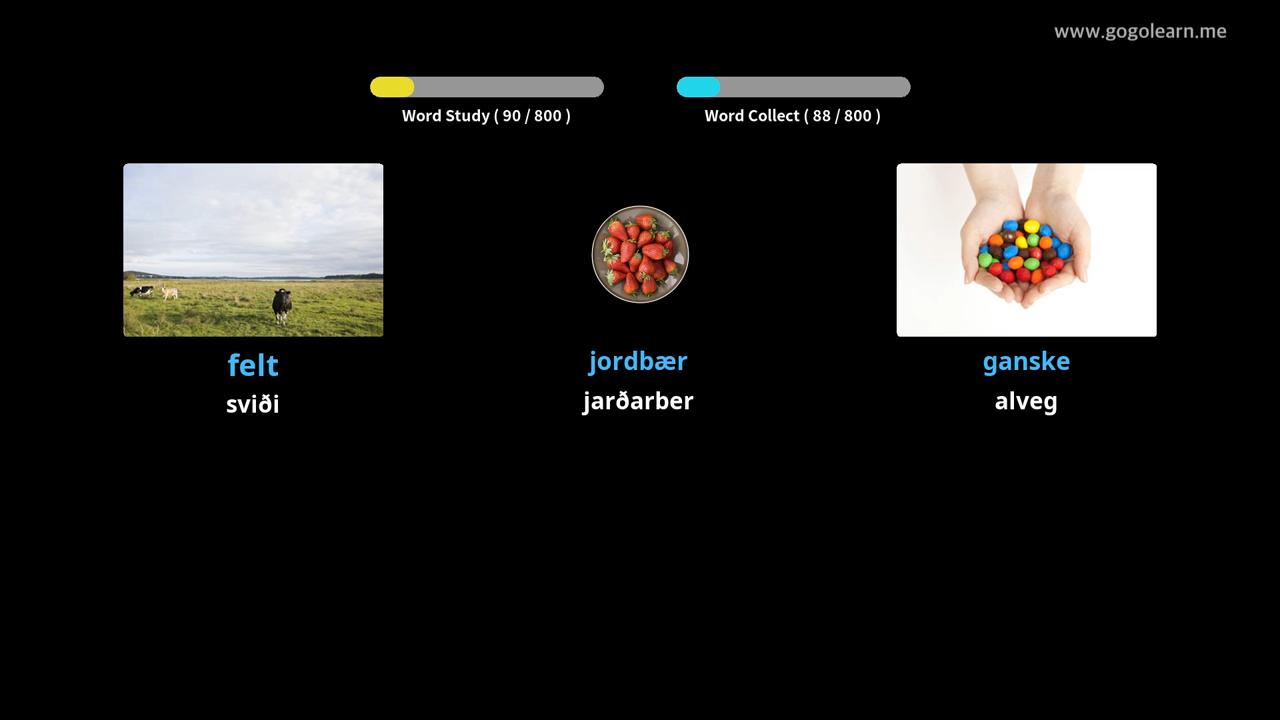 www.gogolearn.me
Word Study ( 90 / 800 )
Word Collect ( 88 / 800 )
felt
sviði
jordbær
jarðarber
ganske
alveg